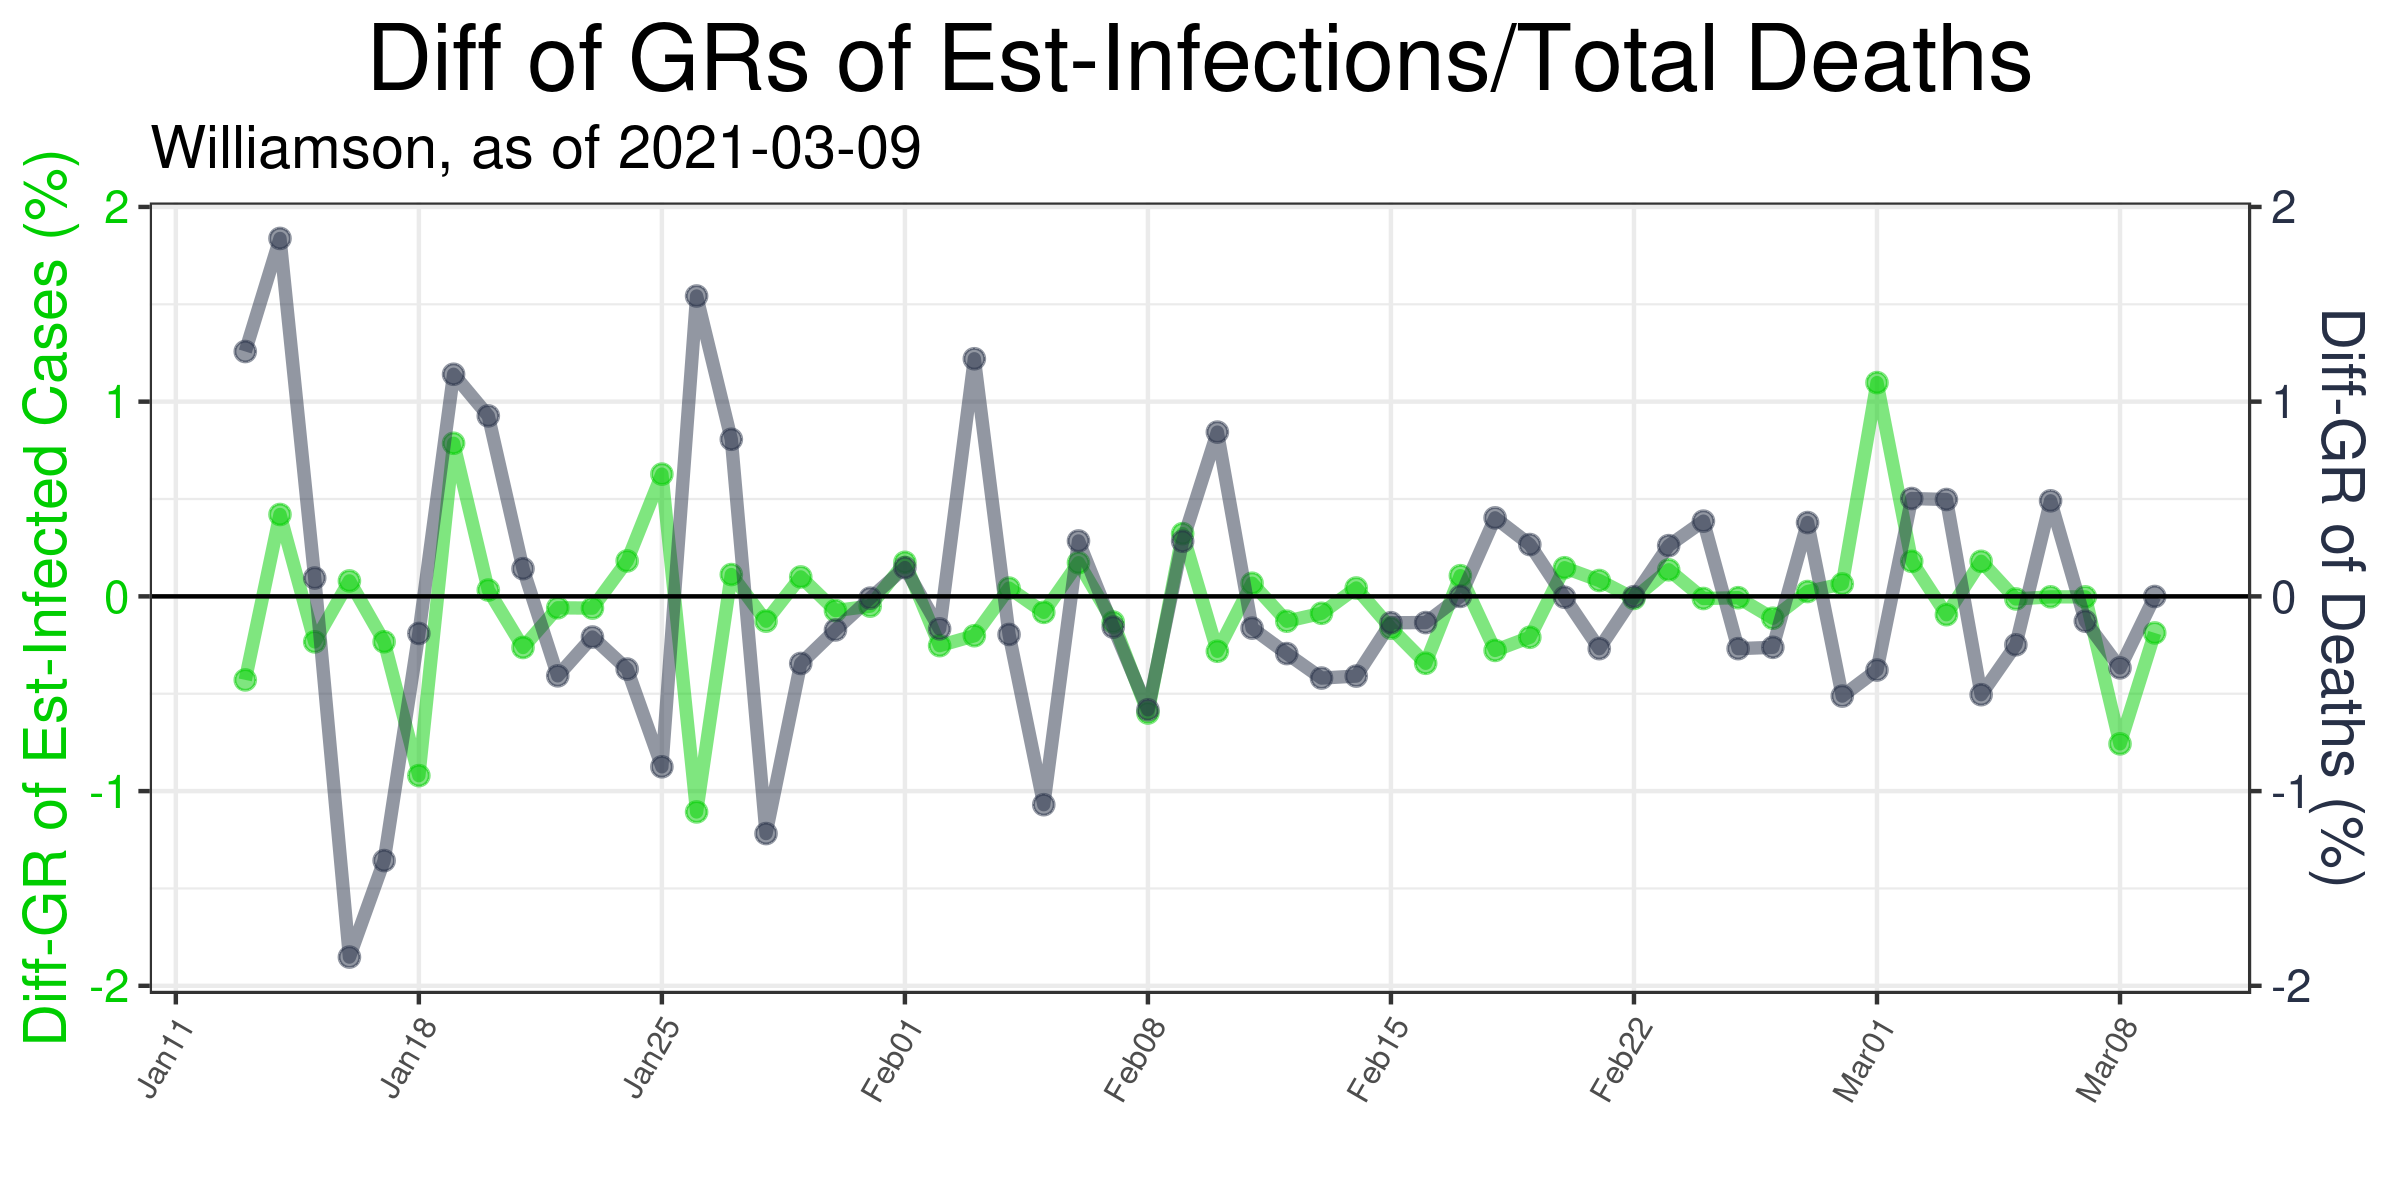 Diff of GRs of Est-Infections/Total Deaths
Williamson, as of 2021-03-09
Diff-GR of Est-Infected Cases (%)
2
1
0
-1
-2
2
1
0
-1
-2
Diff-GR of Deaths (%)
Jan11
Jan18
Jan25
Feb01
Feb08
Feb15
Feb22
Mar01
Mar08